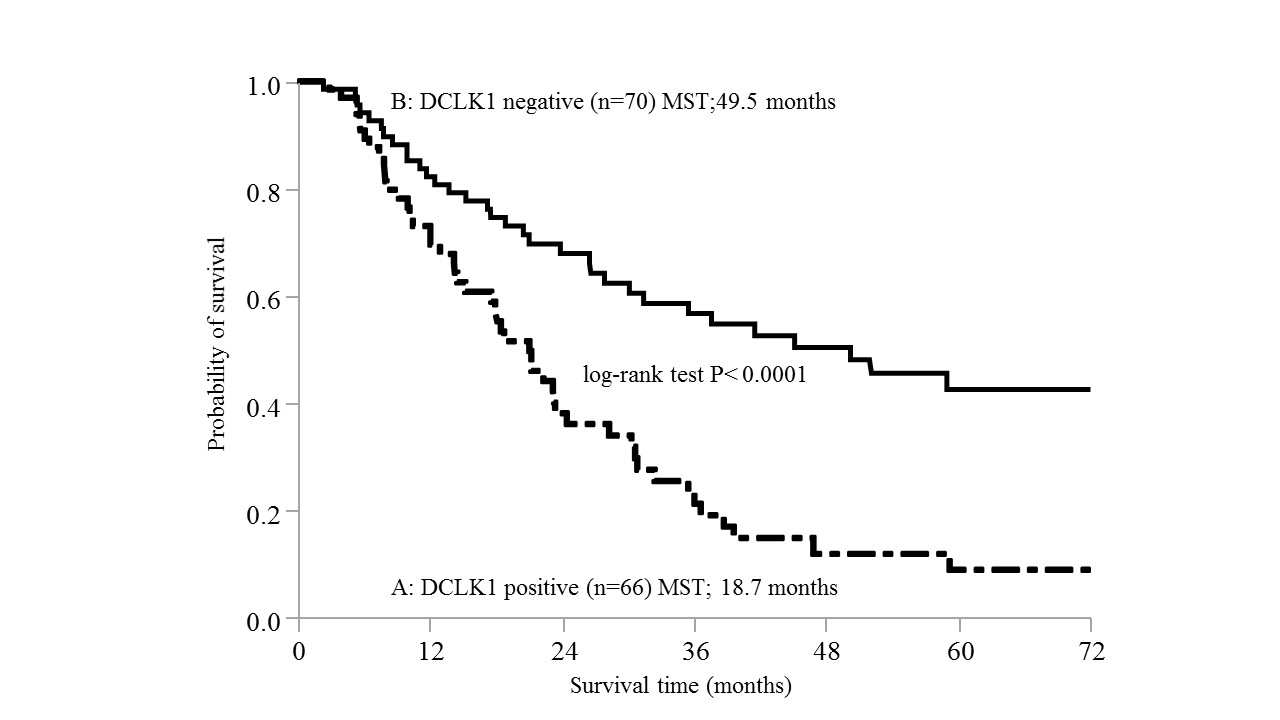 1.0
B: DCLK1 negative (n=70) MST;49.5 months
0.8
0.6
Probability of survival
log-rank test P< 0.0001
0.4
0.2
A: DCLK1 positive (n=66) MST; 18.7 months
0.0
0 12 24 36 48 60 72
Survival time (months)